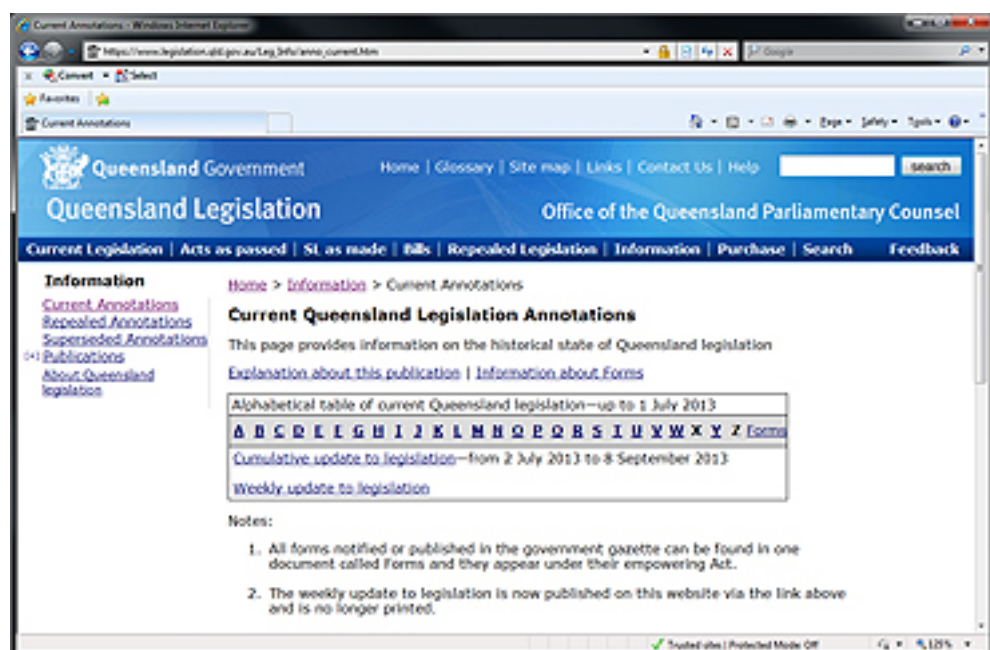 Current Annotations - Windows Internet Explorer
https://www.legislation.qld.gov.au/Leg_Info/anno_current.htm
Google
x Convert Select
Favorites
Current Annotations
Page Safety Tools
Queensland Government
Home | Glossary | Site map | Links | Contact Us | Help
search
Queensland Legislation
Office of the Queensland Parliamentary Counsel
Current Legislation | Acts as passed | SL as made | Bills | Repealed Legislation | Information | Purchase | Search Feedback
Information
Current Annotations
Repealed Annotations
Superseded Annotations
[+] Publications
About Queensland
legislation
Home > Information > Current Annotations
Current Queensland Legislation Annotations
This page provides information on the historical state of Queensland legislation
Explanation about this publication | Information about Forms
Alphabetical table of current Queensland legislation—up to 1 July 2013
A B C D E F G H I J K L M N O P Q R S T U V W X Y Z Forms
Cumulative update to legislation—from 2 July 2013 to 8 September 2013
Weekly update to legislation
Notes:
1. All forms notified or published in the government gazette can be found in one
document called Forms and they appear under their empowering Act.
2. The weekly update to legislation is now published on this website via the link above
and is no longer printed.
Trusted sites | Protected Mode: Off
125%